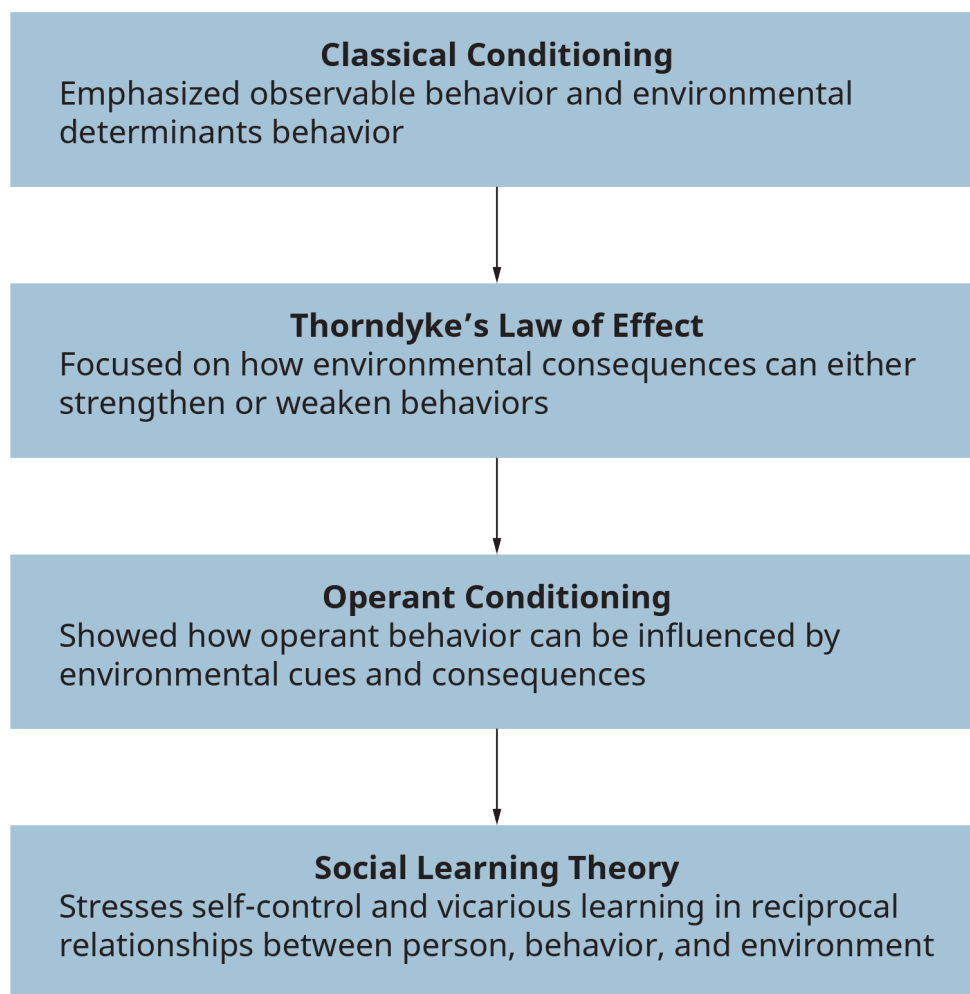 Classical Conditioning
Emphasized observable behavior and environmental
determinants behavior
Thorndyke’s Law of Effect
Focused on how environmental consequences can either
strengthen or weaken behaviors
Operant Conditioning
Showed how operant behavior can be influenced by
environmental cues and consequences
Social Learning Theory
Stresses self-control and vicarious learning in reciprocal
relationships between person, behavior, and environment